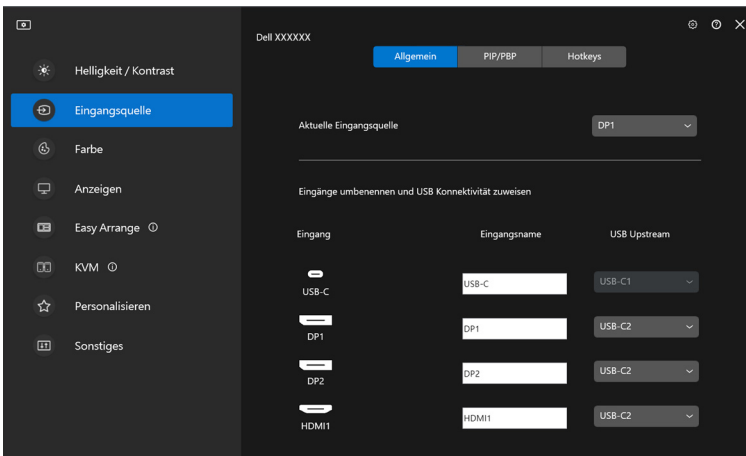 Dell XXXXXX
Allgemein PIP/PBP Hotkeys
Helligkeit / Kontrast
Eingangsquelle
Farbe
Anzeigen
Easy Arrange
KVM
Personalisieren
Sonstiges
Aktuelle Eingangsquelle DP1
Eingänge umbenennen und USB Konnektivität zuweisen
Eingang Eingangsname USB Upstream
USB-C USB-C USB-C1
DP1 DP1 USB-C2
DP2 DP2 USB-C2
HDMI1 HDMI1 USB-C2